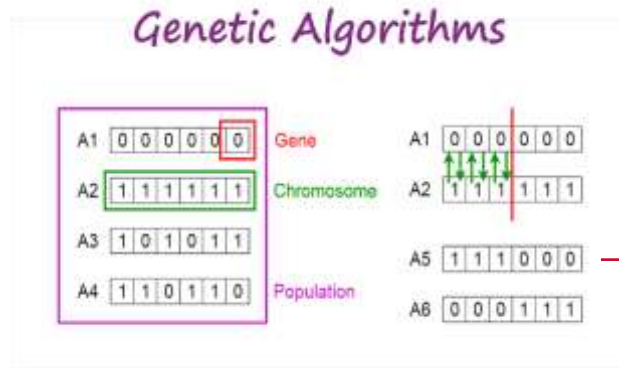 Genetic Algorithms
A1 0 0 0 0 0 0 Gene
A2 1 1 1 1 1 1 Chromosome
A3 1 0 1 0 1 1
A4 1 1 0 1 1 0 Population
A1 0 0 0 0 0 0
A2 1 1 1 1 1 1
A5 1 1 1 0 0 0
A6 0 0 0 1 1 1